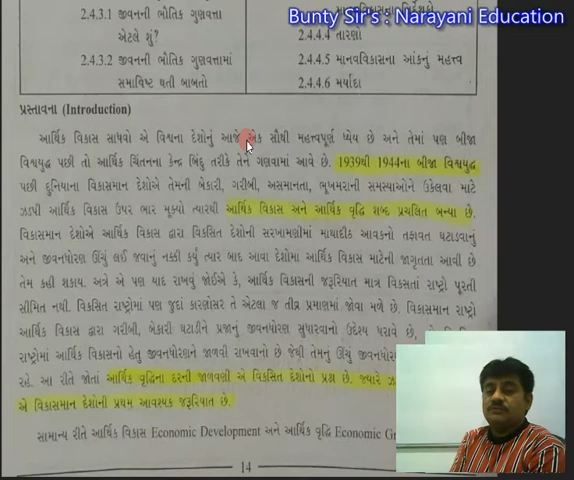 Bunty Sir's : Narayani Education
2.4.3.1 જીવનની ભૌતિક ગુણવત્તા
એટલે શું?
2.4.3.2 જીવનની ભૌતિક ગુણવત્તામાં
સમાવિષ્ટ થતી બાબતો
2.4.4.4 તારણો
2.4.4.5 માનવવિકાસના આંકનું મહત્ત્વ
2.4.4.6 મર્યાદા
પ્રસ્તાવના (Introduction)
આર્થિક વિકાસ સાધવો એ વિશ્વના દેશોનું આજે એક સૌથી મહત્ત્વપૂર્ણ ધ્યેય છે અને તેમાં પણ બીજા
વિશ્વયુદ્ધ પછી તો આર્થિક ચિંતનના કેન્દ્ર બિંદુ તરીકે તેને ગણવામાં આવે છે. 1939થી 1944ના બીજા વિશ્વયુદ્ધ
પછી દુનિયાના વિકાસમાન દેશોએ તેમની બેકારી, ગરીબી, અસમાનતા, ભૂખમરાની સમસ્યાઓને ઉકેલવા માટે
ઝડપી આર્થિક વિકાસ ઉપર ભાર મૂક્યો ત્યારથી આર્થિક વિકાસ અને આર્થિક વૃદ્ધિ શબ્દ પ્રચલિત બન્યા છે.
વિકાસમાન દેશોએ આર્થિક વિકાસ દ્વારા વિકસિત દેશોની સરખામણીમાં માથાદીઠ આવકનો તફાવત ઘટાડવાનું
અને જીવનધોરણ ઊંચું લઈ જવાનું નક્કી કર્યું ત્યાર બાદ આવા દેશોમાં આર્થિક વિકાસ માટેની જાગૃતતા આવી છે
તેમ કહી શકાય. અત્રે એ પણ યાદ રાખવું જોઈએ કે, આર્થિક વિકાસની જરૂરિયાત માત્ર વિકસતાં રાષ્ટ્રો પૂરતી
સીમિત નથી. વિકસિત રાષ્ટ્રોમાં પણ જુદાં કારણોસર તે એટલા જ તીવ્ર પ્રમાણમાં જોવા મળે છે. વિકાસમાન રાષ્ટ્રો
આર્થિક વિકાસ દ્વારા ગરીબી, બેકારી ઘટાડીને પ્રજાનું જીવનધોરણ સુધારવાનો ઉદ્દેશ ધરાવે છે,
રાષ્ટ્રોમાં આર્થિક વિકાસનો હેતુ જીવનધોરણને જાળવી રાખવાનો છે જેથી તેમનું ઊંચું જીવનધોર
રહે. આ રીતે જોતાં આર્થિક વૃદ્ધિના દરની જાળવણી એ વિકસિત દેશોનો પ્રશ્ન છે. જ્યારે
એ વિકાસમાન દેશોની પ્રથમ આવશ્યક જરૂરિયાત છે.
સામાન્ય રીતે આર્થિક વિકાસ Economic Development અને આર્થિક વૃદ્ધિ Economic
14